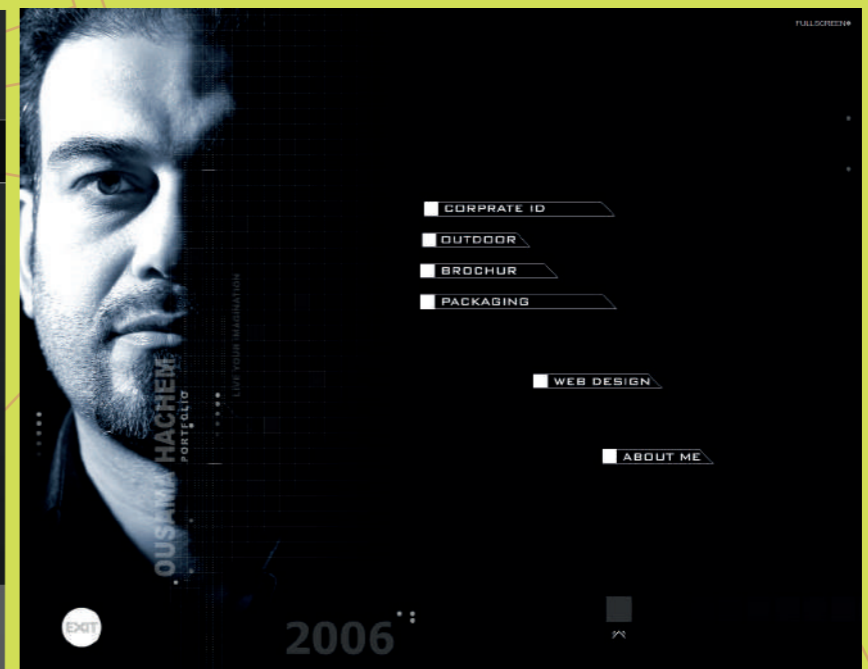 FULLSCREEN
CORPRATE ID
OUTDOOR
BROCHUR
PACKAGING
LIVE YOUR IMAGINATION
OUSAMA HACHEM
PORTFOLIO
WEB DESIGN
ABOUT ME
EXIT
2006